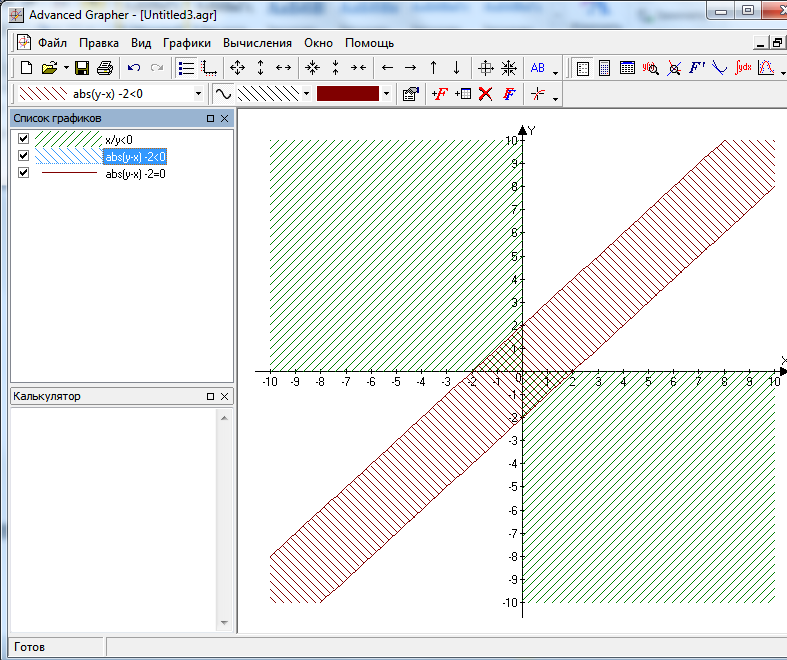 Advanced Grapher - [Untitled3.agr]
Файл Правка Вид Графики Вычисления Окно Помощь
AB F' ∫ydx
abs(y-x) -2<0 +F F
Список графиков
x/y<0
abs(y-x) -2<0
abs(y-x) -2=0
Калькулятор
Y
10
9
8
7
6
5
4
3
2
1
X
-10 -9 -8 -7 -6 -5 -4 -3 -2 -1 0 1 2 3 4 5 6 7 8 9 10
-1
-2
-3
-4
-5
-6
-7
-8
-9
-10
Готов